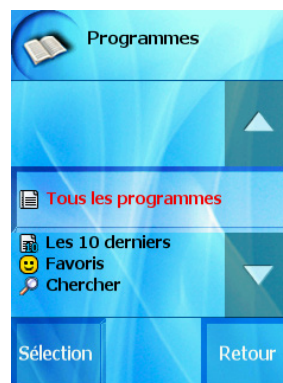 Programmes
Tous les programmes
Les 10 derniers
Favoris
Chercher
Sélection Retour